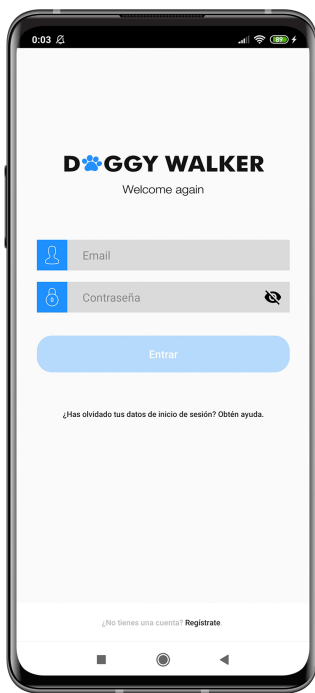 0:03
89
D GGY WALKER
Welcome again
Email
Contraseña
Entrar
¿Has olvidado tus datos de inicio de sesión? Obtén ayuda.
¿No tienes una cuenta? Regístrate.